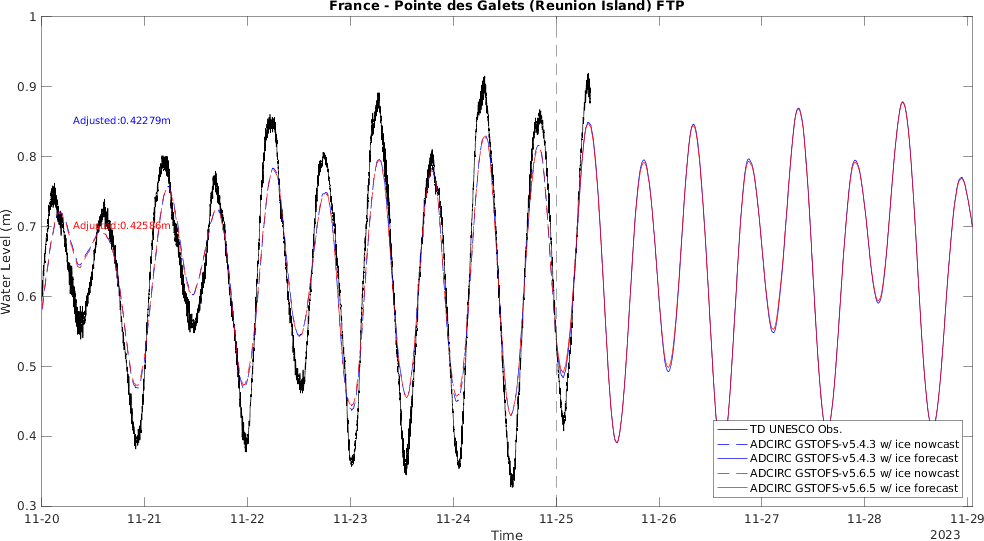 France - Pointe des Galets (Reunion Island) FTP
1
0.9
0.8
0.7
0.6
0.5
0.4
0.3
Water Level (m)
Adjusted:0.42279m
Adjusted:0.42586m
TD UNESCO Obs.
ADCIRC GSTOFS-v5.4.3 w/ ice nowcast
ADCIRC GSTOFS-v5.4.3 w/ ice forecast
ADCIRC GSTOFS-v5.6.5 w/ ice nowcast
ADCIRC GSTOFS-v5.6.5 w/ ice forecast
11-20 11-21 11-22 11-23 11-24 11-25 11-26 11-27 11-28 11-29
Time
2023